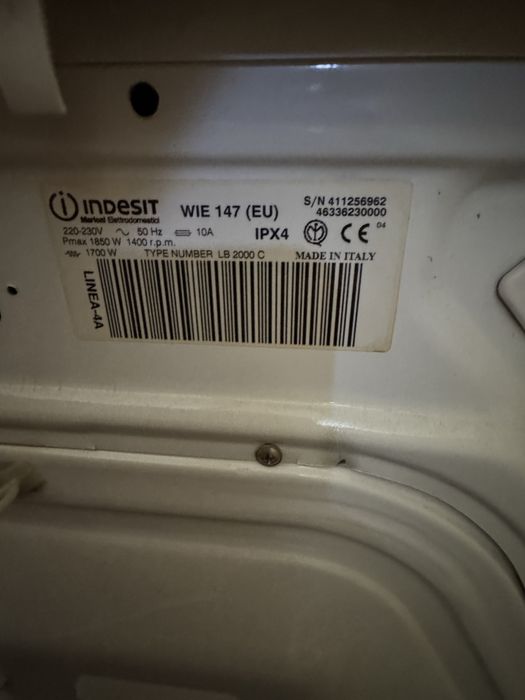 INDESIT
Merloni Elettrodomestici
WIE 147 (EU)
S/N 411256962
46336230000
220-230V ~ 50 Hz 10A
Pmax 1850 W 1400 r.p.m.
IPX4
CE
04
1700 W TYPE NUMBER LB 2000 C
MADE IN ITALY
LINEA-4A